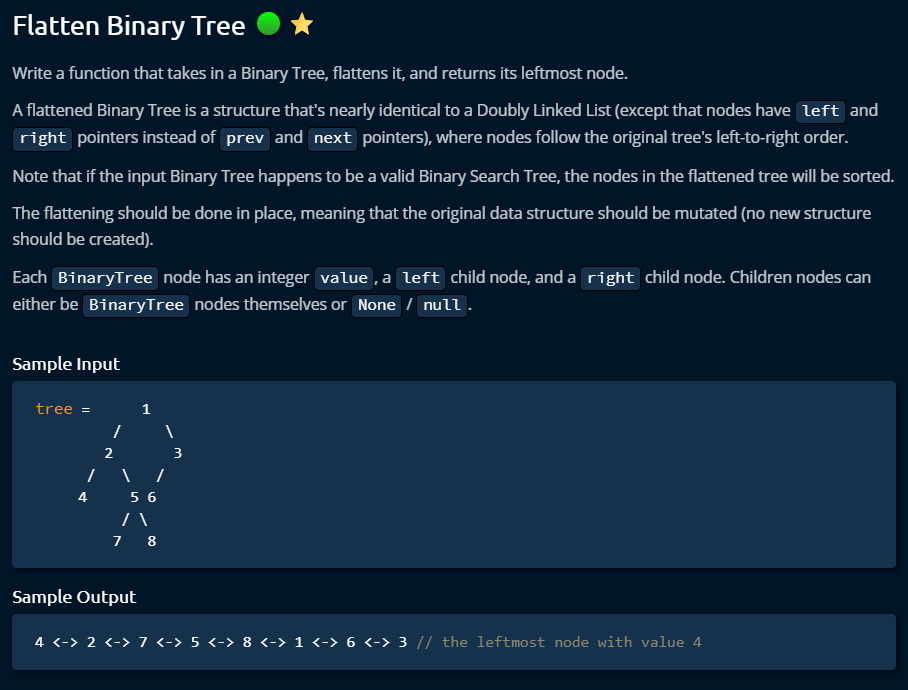 Flatten Binary Tree
Write a function that takes in a Binary Tree, flattens it, and returns its leftmost node.
A flattened Binary Tree is a structure that's nearly identical to a Doubly Linked List (except that nodes have left and
right pointers instead of prev and next pointers), where nodes follow the original tree's left-to-right order.
Note that if the input Binary Tree happens to be a valid Binary Search Tree, the nodes in the flattened tree will be sorted.
The flattening should be done in place, meaning that the original data structure should be mutated (no new structure
should be created).
Each BinaryTree node has an integer value, a left child node, and a right child node. Children nodes can
either be BinaryTree nodes themselves or None / null.
Sample Input
tree =      1
         /     \
        2       3
      /   \   /
     4     5 6
          / \
         7   8
Sample Output
4 <-> 2 <-> 7 <-> 5 <-> 8 <-> 1 <-> 6 <-> 3 // the leftmost node with value 4